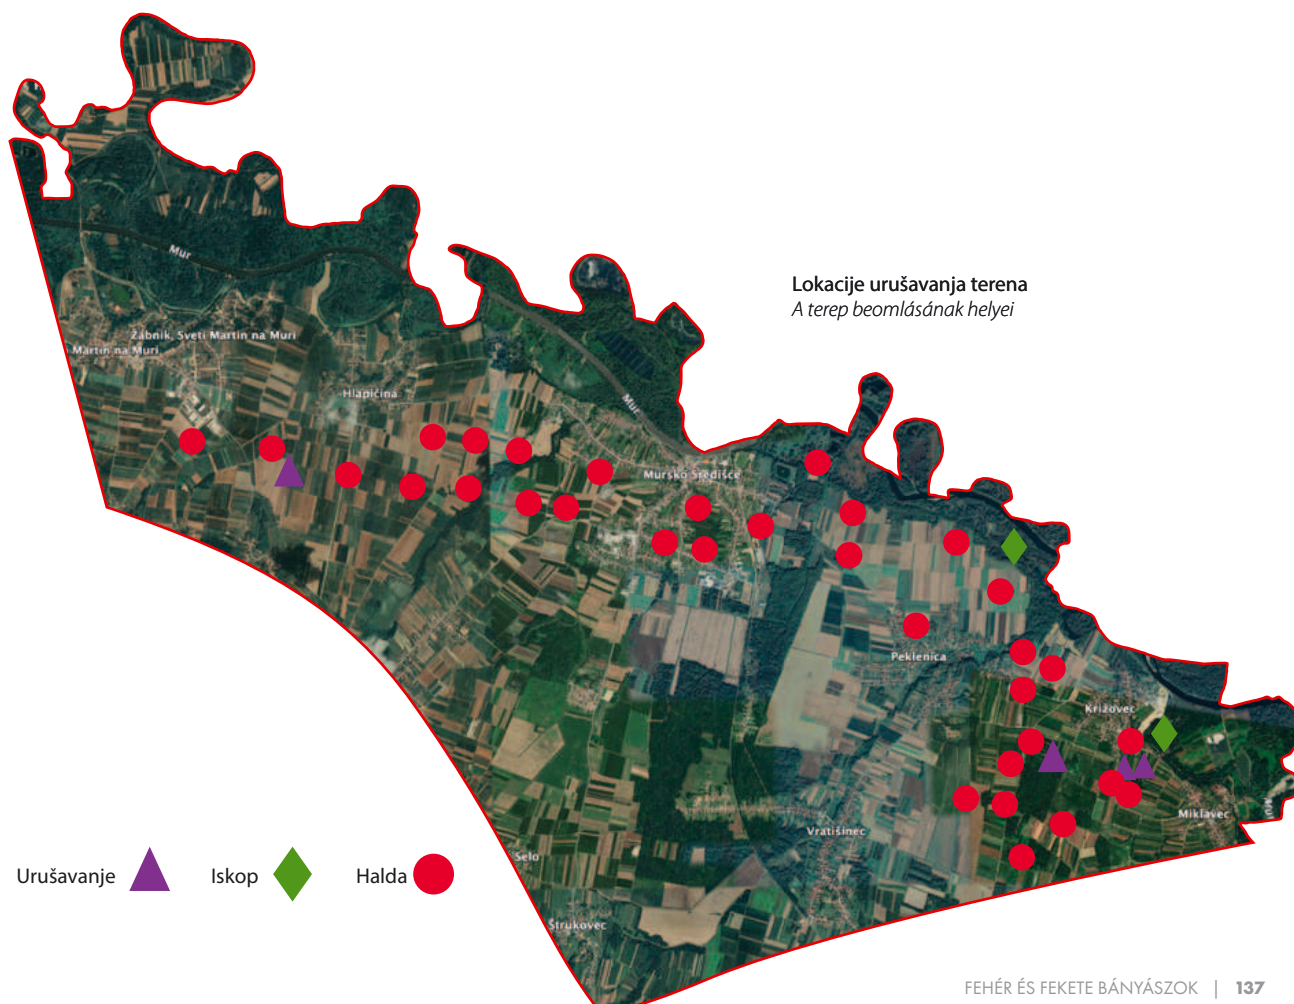 Mur
Lokacije urušavanja terena
A terep beomlásának helyei
Žabnik, Sveti Martin na Muri
Martin na Muri
Hlapičina
Mur
Mursko Središće
Peklenica
Križovec
Mur
Miklavec
Vratišinec
Selo
Urušavanje
Iskop
Halda
Štrukovec
FEHÉR ÉS FEKETE BÁNYÁSZOK | 137